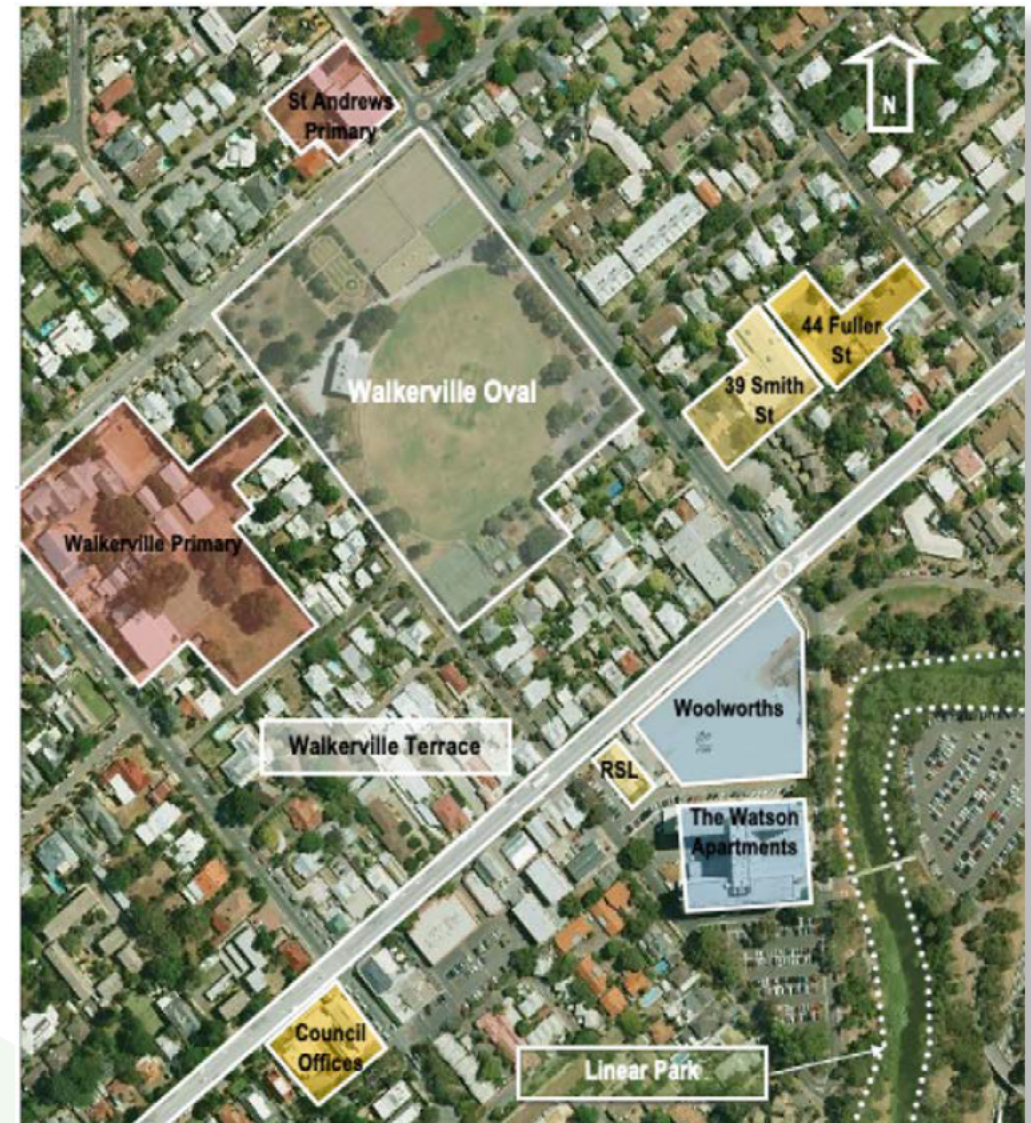 N
St Andrews
Primary
44 Fuller
St
Walkerville Oval
39 Smith
St
Walkerville Primary
Woolworths
Walkerville Terrace
RSL
The Watson
Apartments
Council
Offices
Linear Park